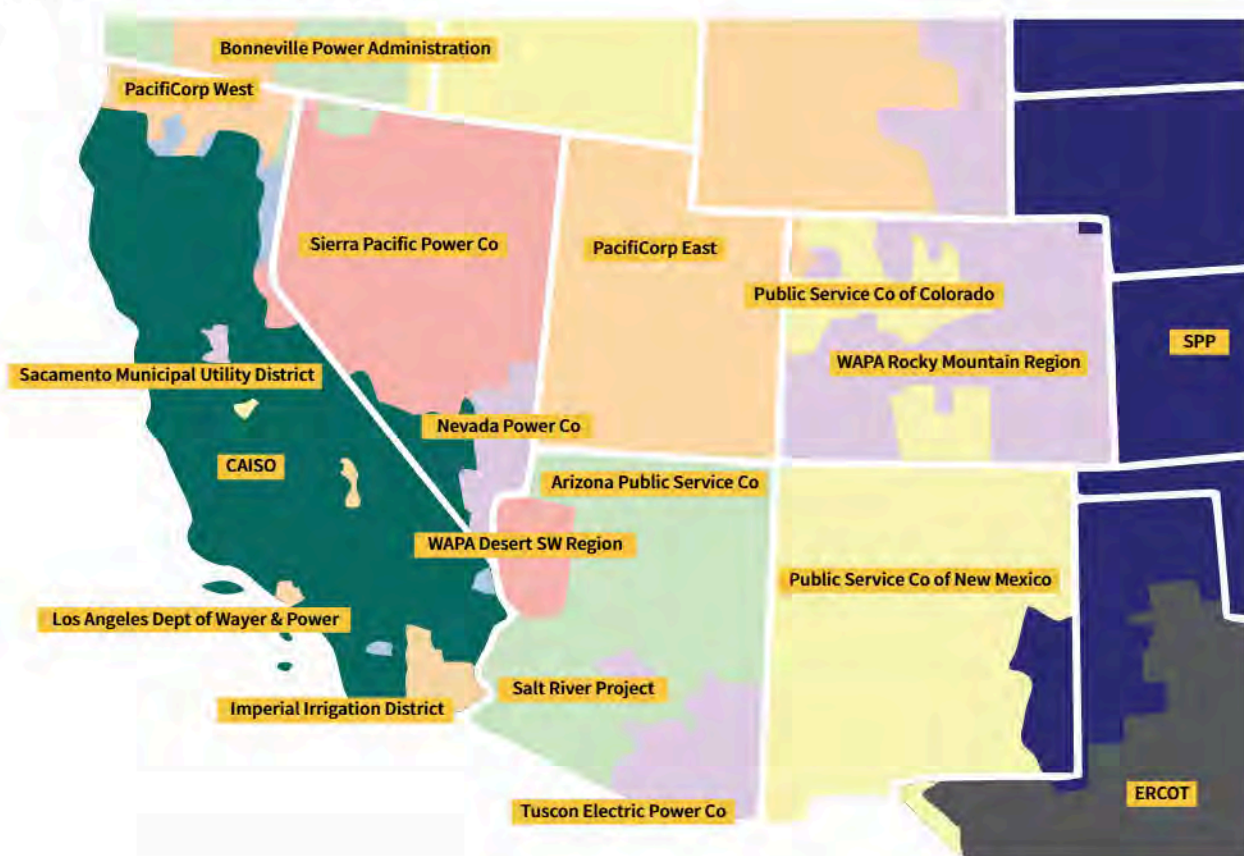 Bonneville Power Administration
PacifiCorp West
Sierra Pacific Power Co
PacifiCorp East
Public Service Co of Colorado
SPP
WAPA Rocky Mountain Region
Sacamento Municipal Utility District
Nevada Power Co
CAISO
Arizona Public Service Co
WAPA Desert SW Region
Public Service Co of New Mexico
Los Angeles Dept of Wayer & Power
Salt River Project
Imperial Irrigation District
ERCOT
Tuscon Electric Power Co